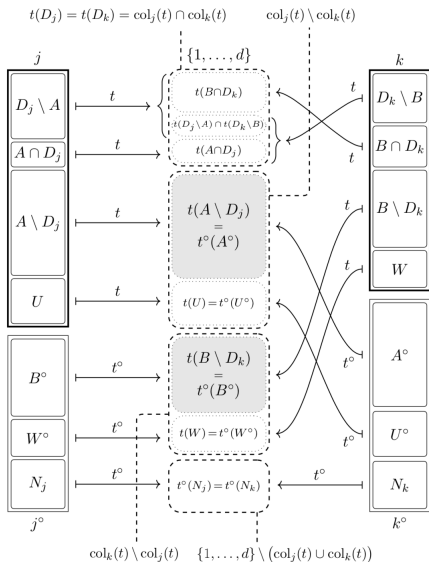 t(D_j) = t(D_k) = col_j(t) ∩ col_k(t)
col_j(t) \ col_k(t)
j
{1, . . . , d}
k
D_j \ A
t
t(B∩D_k)
t
D_k \ B
t(D_j\A) ∩ t(D_k\B)
A ∩ D_j
t
t(A∩D_j)
t
B ∩ D_k
A \ D_j
t
t(A \ D_j)
=
t°(A°)
t
B \ D_k
t
W
U
t
t(U) = t°(U°)
B°
t°
t(B \ D_k)
=
t°(B°)
t°
A°
W°
t°
t(W) = t°(W°)
t°
U°
N_j
t°
t°(N_j) = t°(N_k)
t°
N_k
j°
k°
col_k(t) \ col_j(t)
{1, . . . , d} \ (col_j(t) ∪ col_k(t))